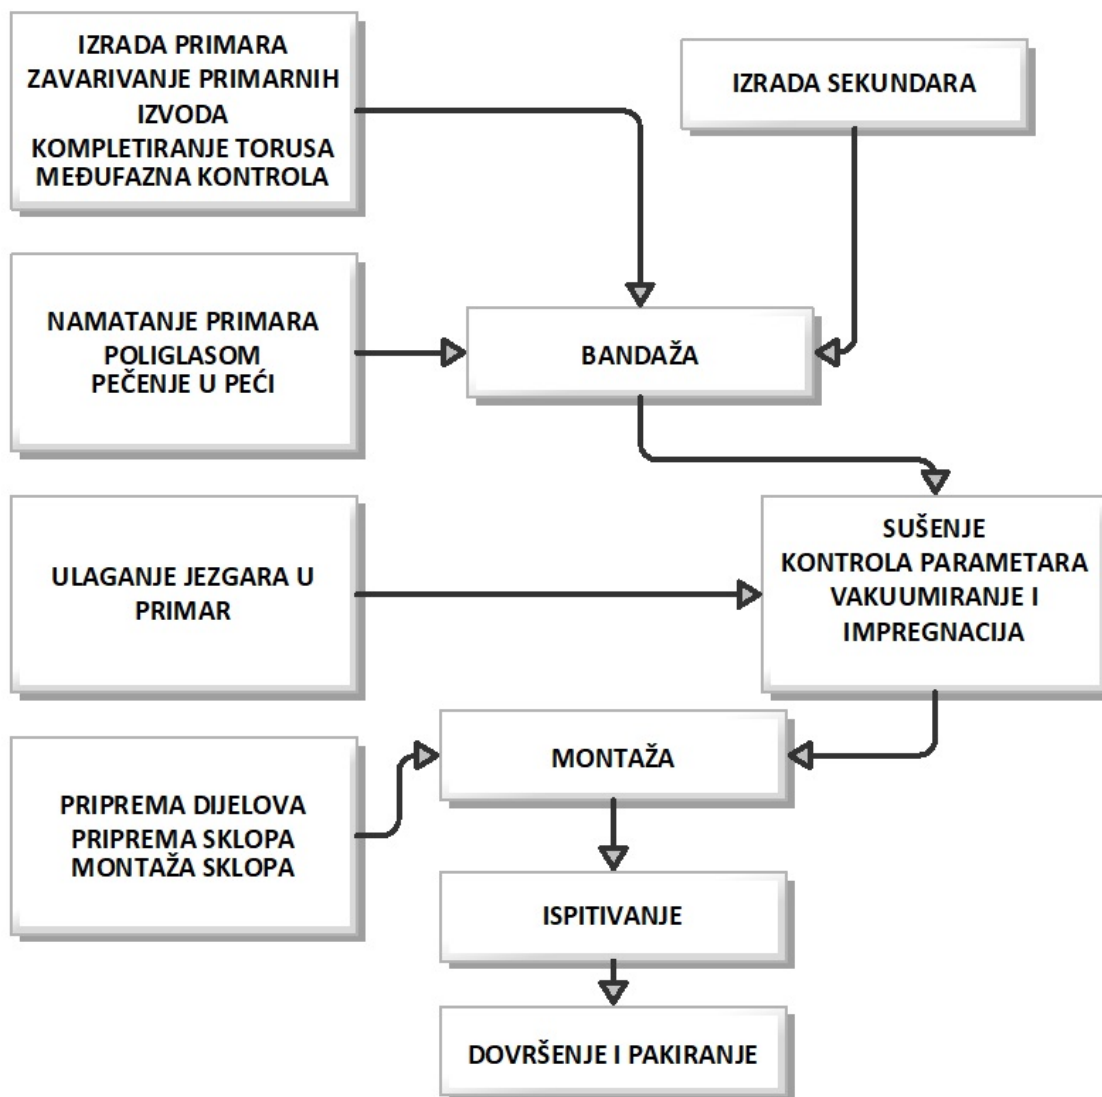 IZRADA PRIMARA
ZAVARIVANJE PRIMARNIH
IZVODA
KOMPLETIRANJE TORUSA
MEĐUFAZNA KONTROLA
IZRADA SEKUNDARA
NAMATANJE PRIMARA
POLIGLASOM
PEČENJE U PEĆI
BANDAŽA
ULAGANJE JEZGARA U
PRIMAR
SUŠENJE
KONTROLA PARAMETARA
VAKUUMIRANJE I
IMPREGNACIJA
PRIPREMA DIJELOVA
PRIPREMA SKLOPA
MONTAŽA SKLOPA
MONTAŽA
ISPITIVANJE
DOVRŠENJE I PAKIRANJE